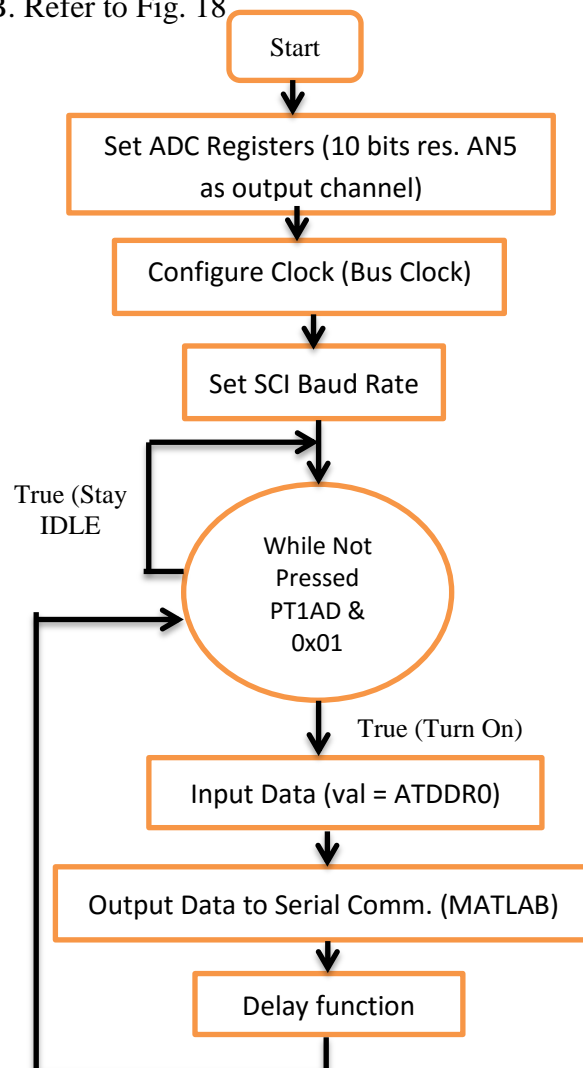 3. Refer to Fig. 18
Start
Set ADC Registers (10 bits res. AN5
as output channel)
Configure Clock (Bus Clock)
Set SCI Baud Rate
True (Stay
IDLE
While Not
Pressed
PT1AD &
0x01
True (Turn On)
Input Data (val = ATDDR0)
Output Data to Serial Comm. (MATLAB)
Delay function